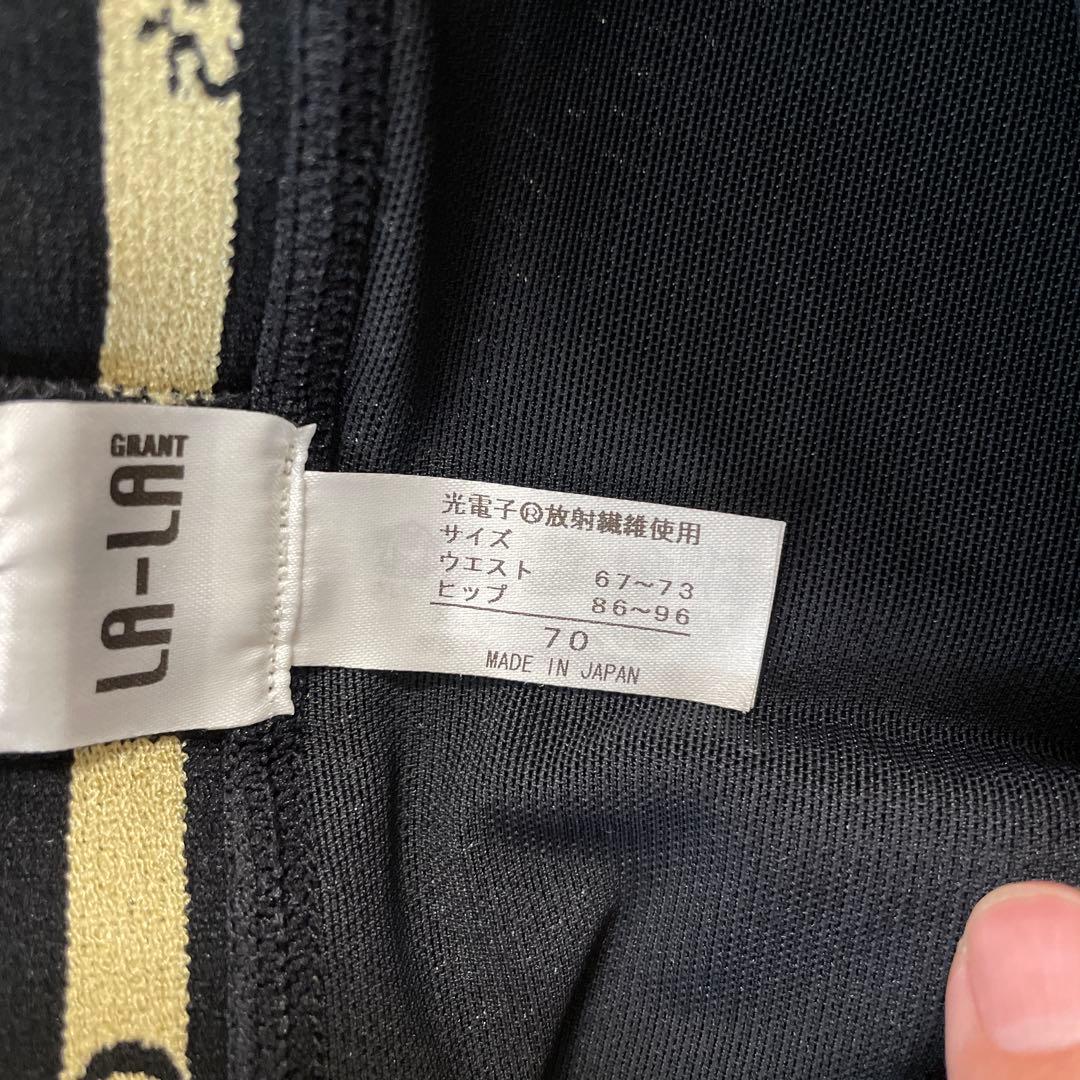 GRANT
LA-LA
光電子®放射繊維使用
サイズ
ウエスト 67～73
ヒップ 86～96
70
MADE IN JAPAN